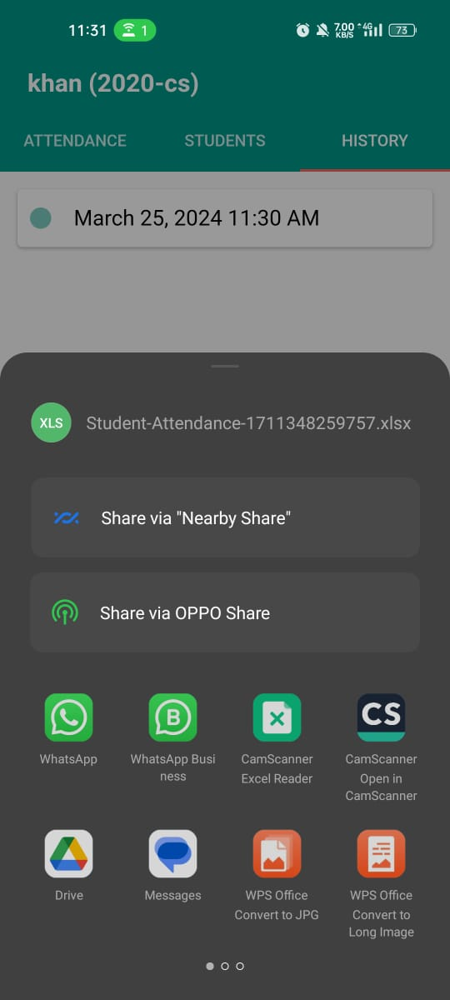 11:31 1 7.00 KB/S 4G 73
khan (2020-cs)
ATTENDANCE STUDENTS HISTORY
March 25, 2024 11:30 AM
XLS Student-Attendance-1711348259757.xlsx
Share via "Nearby Share"
Share via OPPO Share
B CS
WhatsApp WhatsApp Busi CamScanner CamScanner
ness Excel Reader Open in
CamScanner
Drive Messages WPS Office WPS Office
Convert to JPG Convert to
Long Image